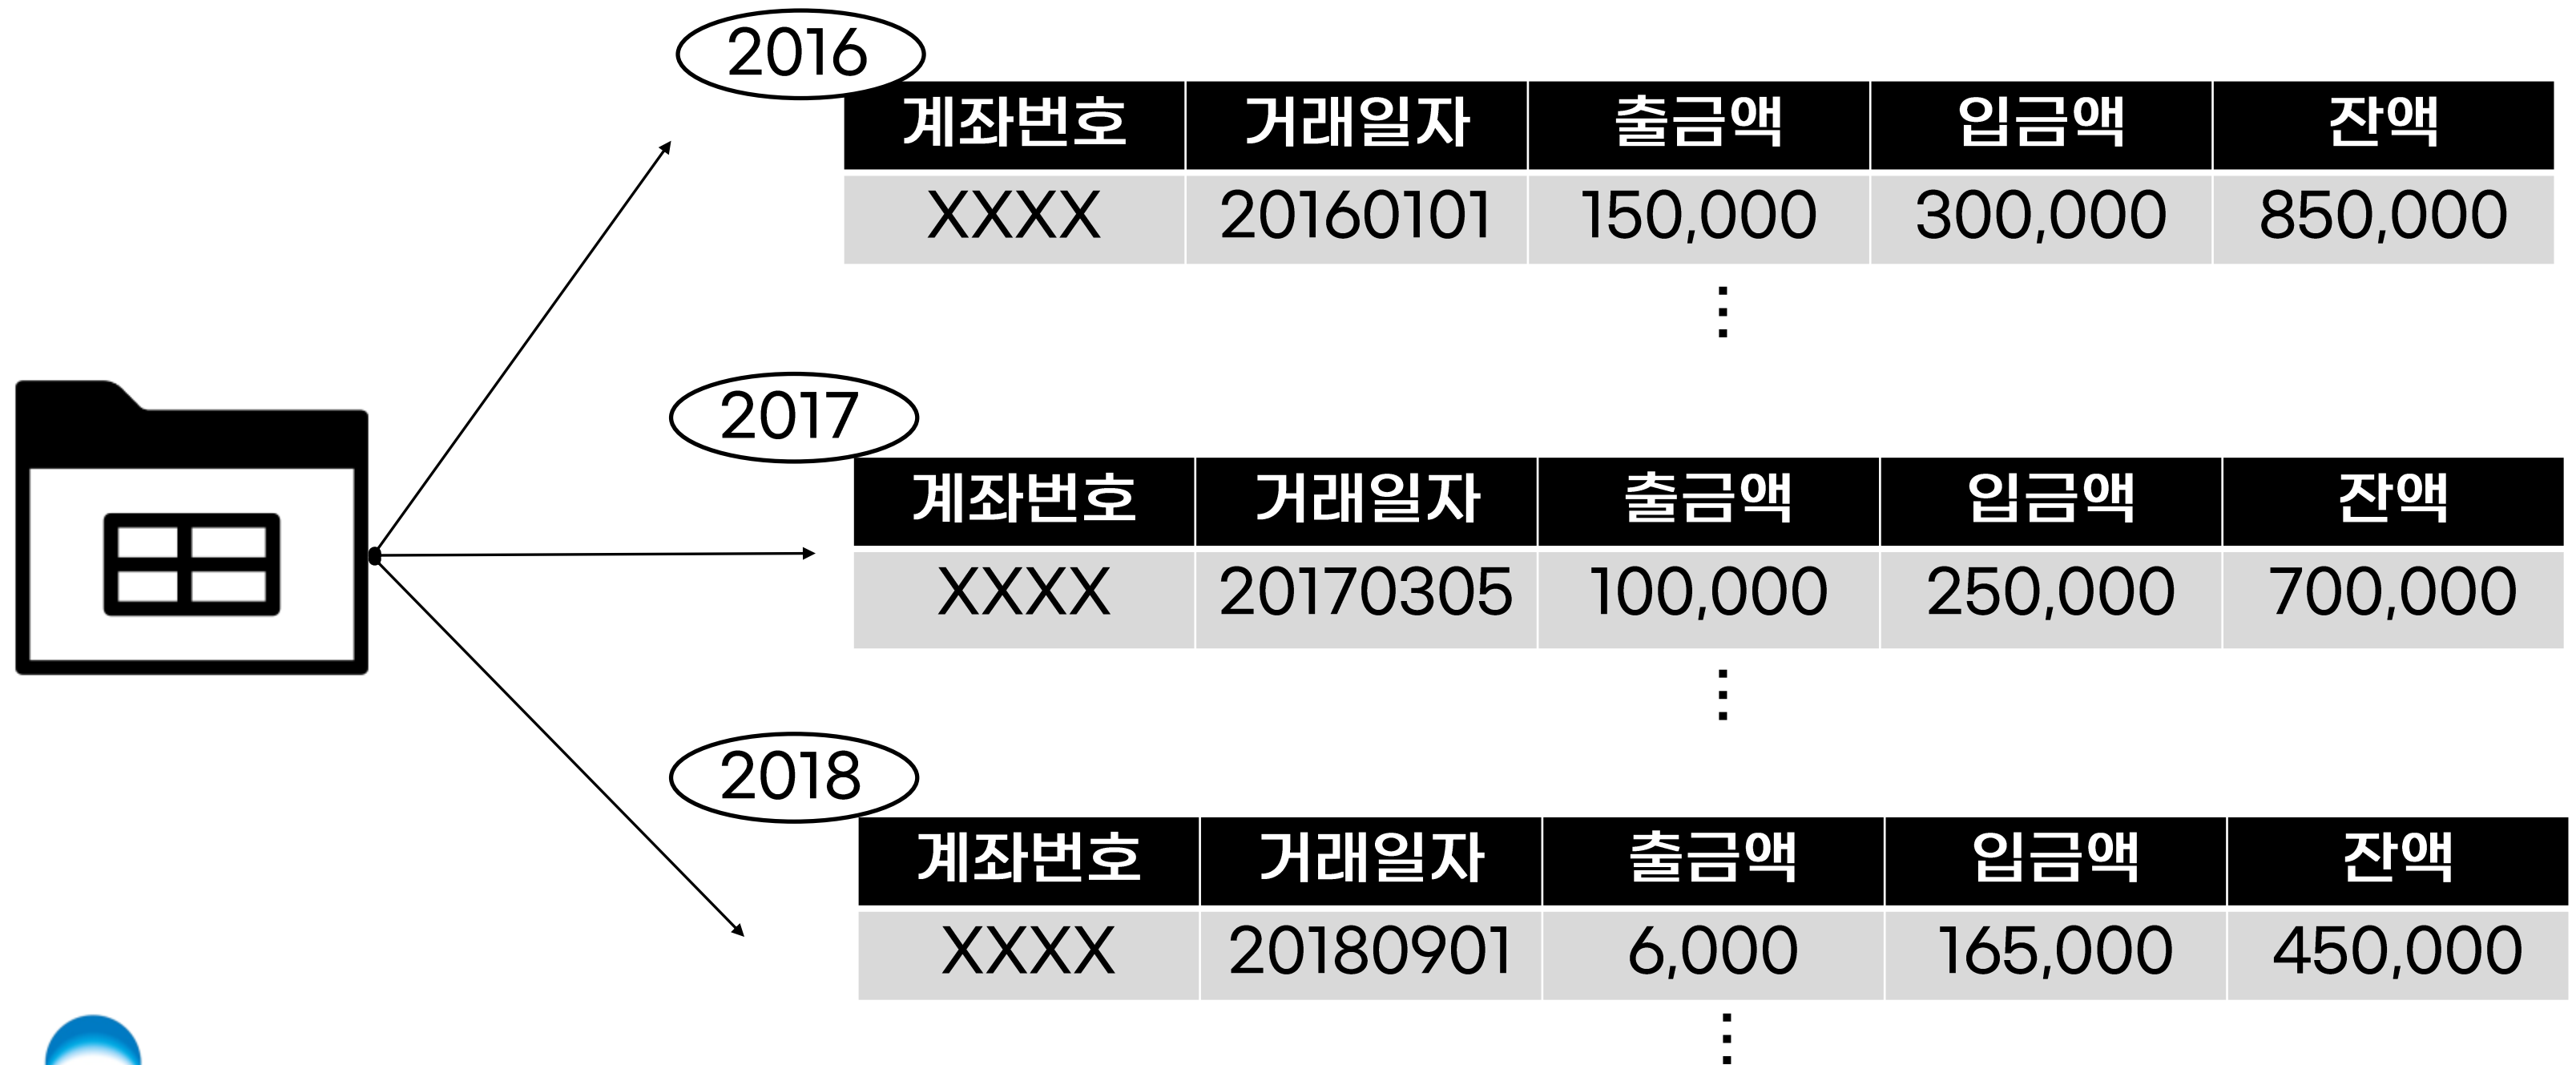 2016
계좌번호 거래일자 출금액 입금액 잔액
XXXX 20160101 150,000 300,000 850,000
2017
계좌번호 거래일자 출금액 입금액 잔액
XXXX 20170305 100,000 250,000 700,000
2018
계좌번호 거래일자 출금액 입금액 잔액
XXXX 20180901 6,000 165,000 450,000